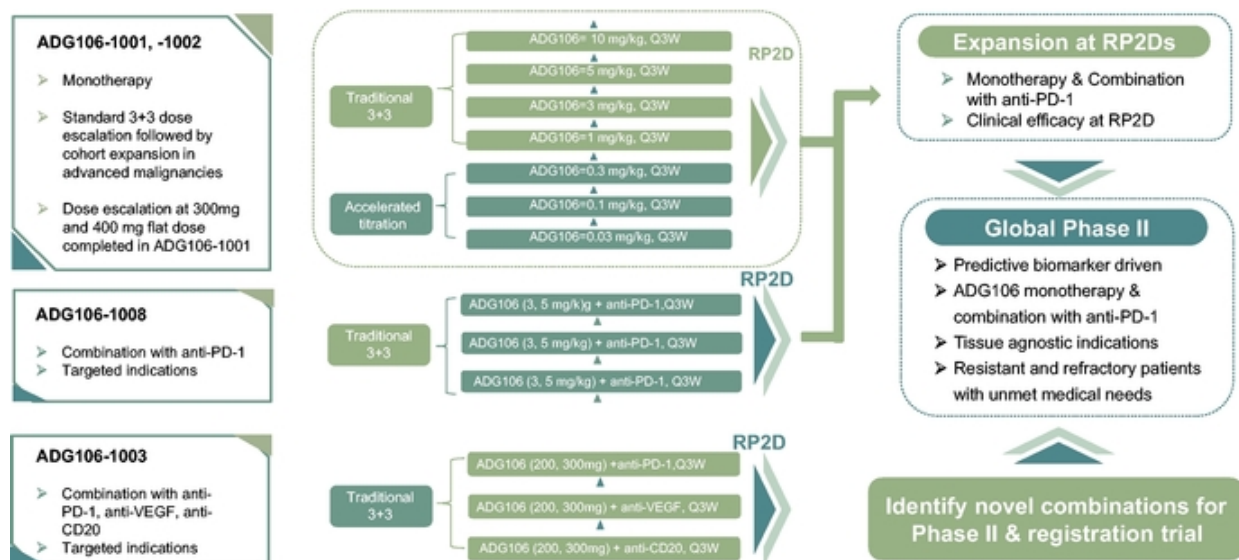 ADG106-1001, -1002
Monotherapy
Standard 3+3 dose
escalation followed by
cohort expansion in
advanced malignancies
Dose escalation at 300mg
and 400 mg flat dose
completed in ADG106-1001
Traditional
3+3
ADG106= 10 mg/kg, Q3W
ADG106=5 mg/kg, Q3W
ADG106=3 mg/kg, Q3W
ADG106=1 mg/kg, Q3W
Accelerated
titration
ADG106=0.3 mg/kg, Q3W
ADG106=0.1 mg/kg, Q3W
ADG106=0.03 mg/kg, Q3W
RP2D
ADG106-1008
Combination with anti-PD-1
Targeted indications
Traditional
3+3
ADG106 (3, 5 mg/k)g + anti-PD-1,Q3W
ADG106 (3, 5 mg/kg) + anti-PD-1, Q3W
ADG106 (3, 5 mg/kg) + anti-PD-1, Q3W
RP2D
ADG106-1003
Combination with anti-
PD-1, anti-VEGF, anti-
CD20
Targeted indications
Traditional
3+3
ADG106 (200, 300mg) +anti-PD-1,Q3W
ADG106 (200, 300mg) +anti-VEGF, Q3W
ADG106 (200, 300mg) + anti-CD20, Q3W
RP2D
Expansion at RP2Ds
Monotherapy & Combination
with anti-PD-1
Clinical efficacy at RP2D
Global Phase II
Predictive biomarker driven
ADG106 monotherapy &
combination with anti-PD-1
Tissue agnostic indications
Resistant and refractory patients
with unmet medical needs
Identify novel combinations for
Phase II & registration trial